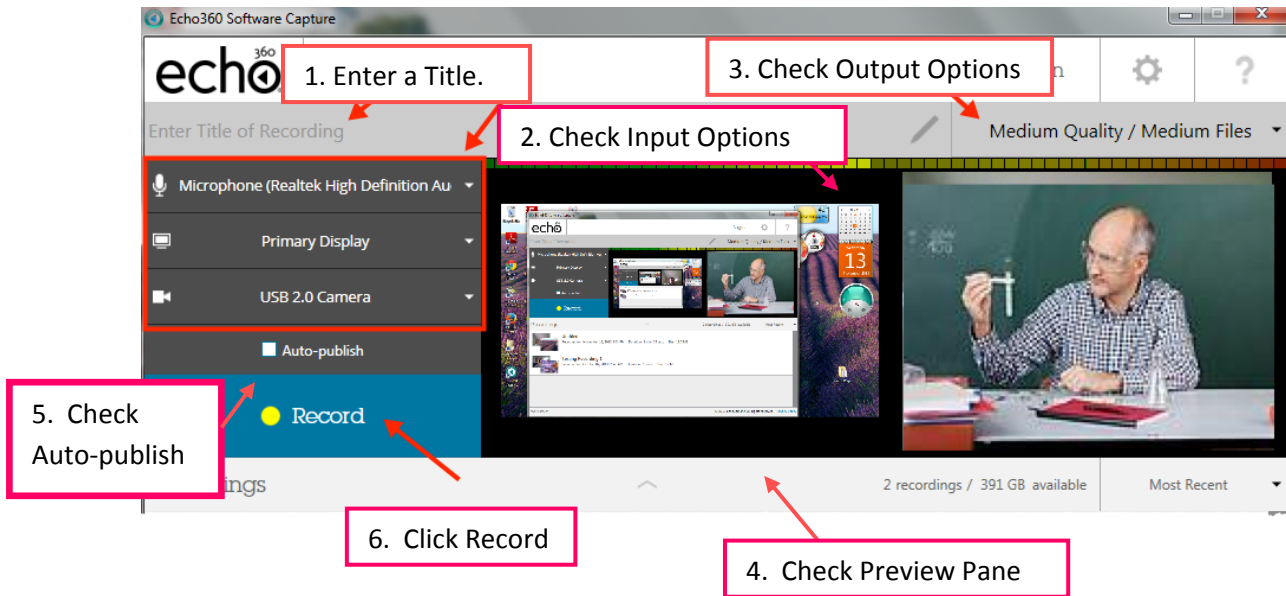 Echo360 Software Capture
echo360
1. Enter a Title.
3. Check Output Options
n
?
Enter Title of Recording
2. Check Input Options
Medium Quality / Medium Files
Microphone (Realtek High Definition Au
Primary Display
USB 2.0 Camera
Auto-publish
Record
echo
13
5. Check
Auto-publish
ings
2 recordings / 391 GB available
Most Recent
6. Click Record
4. Check Preview Pane